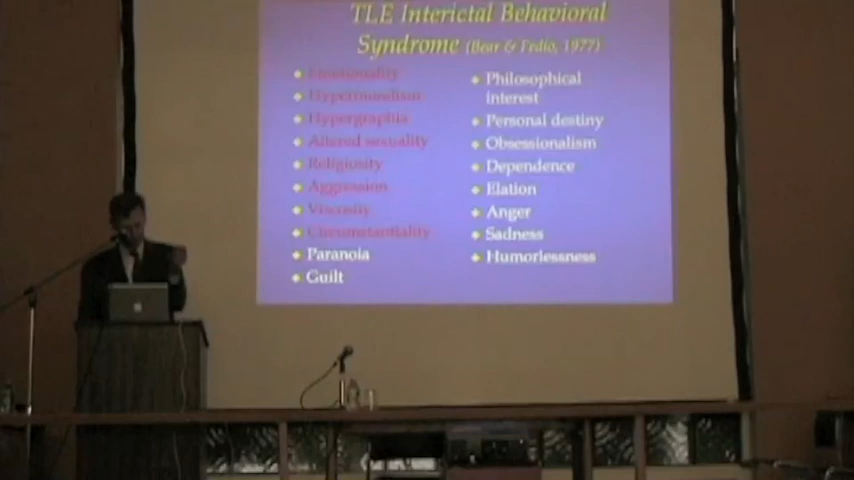 TLE Interictal Behavioral
Syndrome (Bear & Fedio, 1977)
Emotionality
Hypermoralism
Hypergraphia
Altered sexuality
Religiosity
Aggression
Viscosity
Circumstantiality
Paranoia
Guilt
Philosophical
interest
Personal destiny
Obsessionalism
Dependence
Elation
Anger
Sadness
Humorlessness